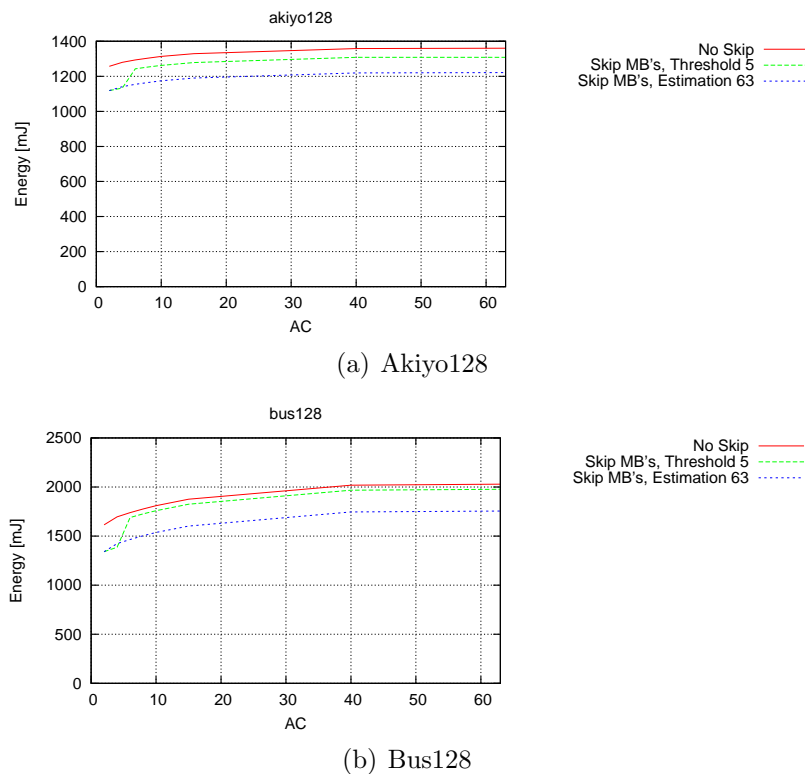 akiyo128
1400
1200
1000
800
600
400
200
0
Energy [mJ]
0 10 20 30 40 50 60
AC
No Skip
Skip MB's, Threshold 5
Skip MB's, Estimation 63
(a) Akiyo128
bus128
2500
2000
1500
1000
500
0
Energy [mJ]
0 10 20 30 40 50 60
AC
No Skip
Skip MB's, Threshold 5
Skip MB's, Estimation 63
(b) Bus128